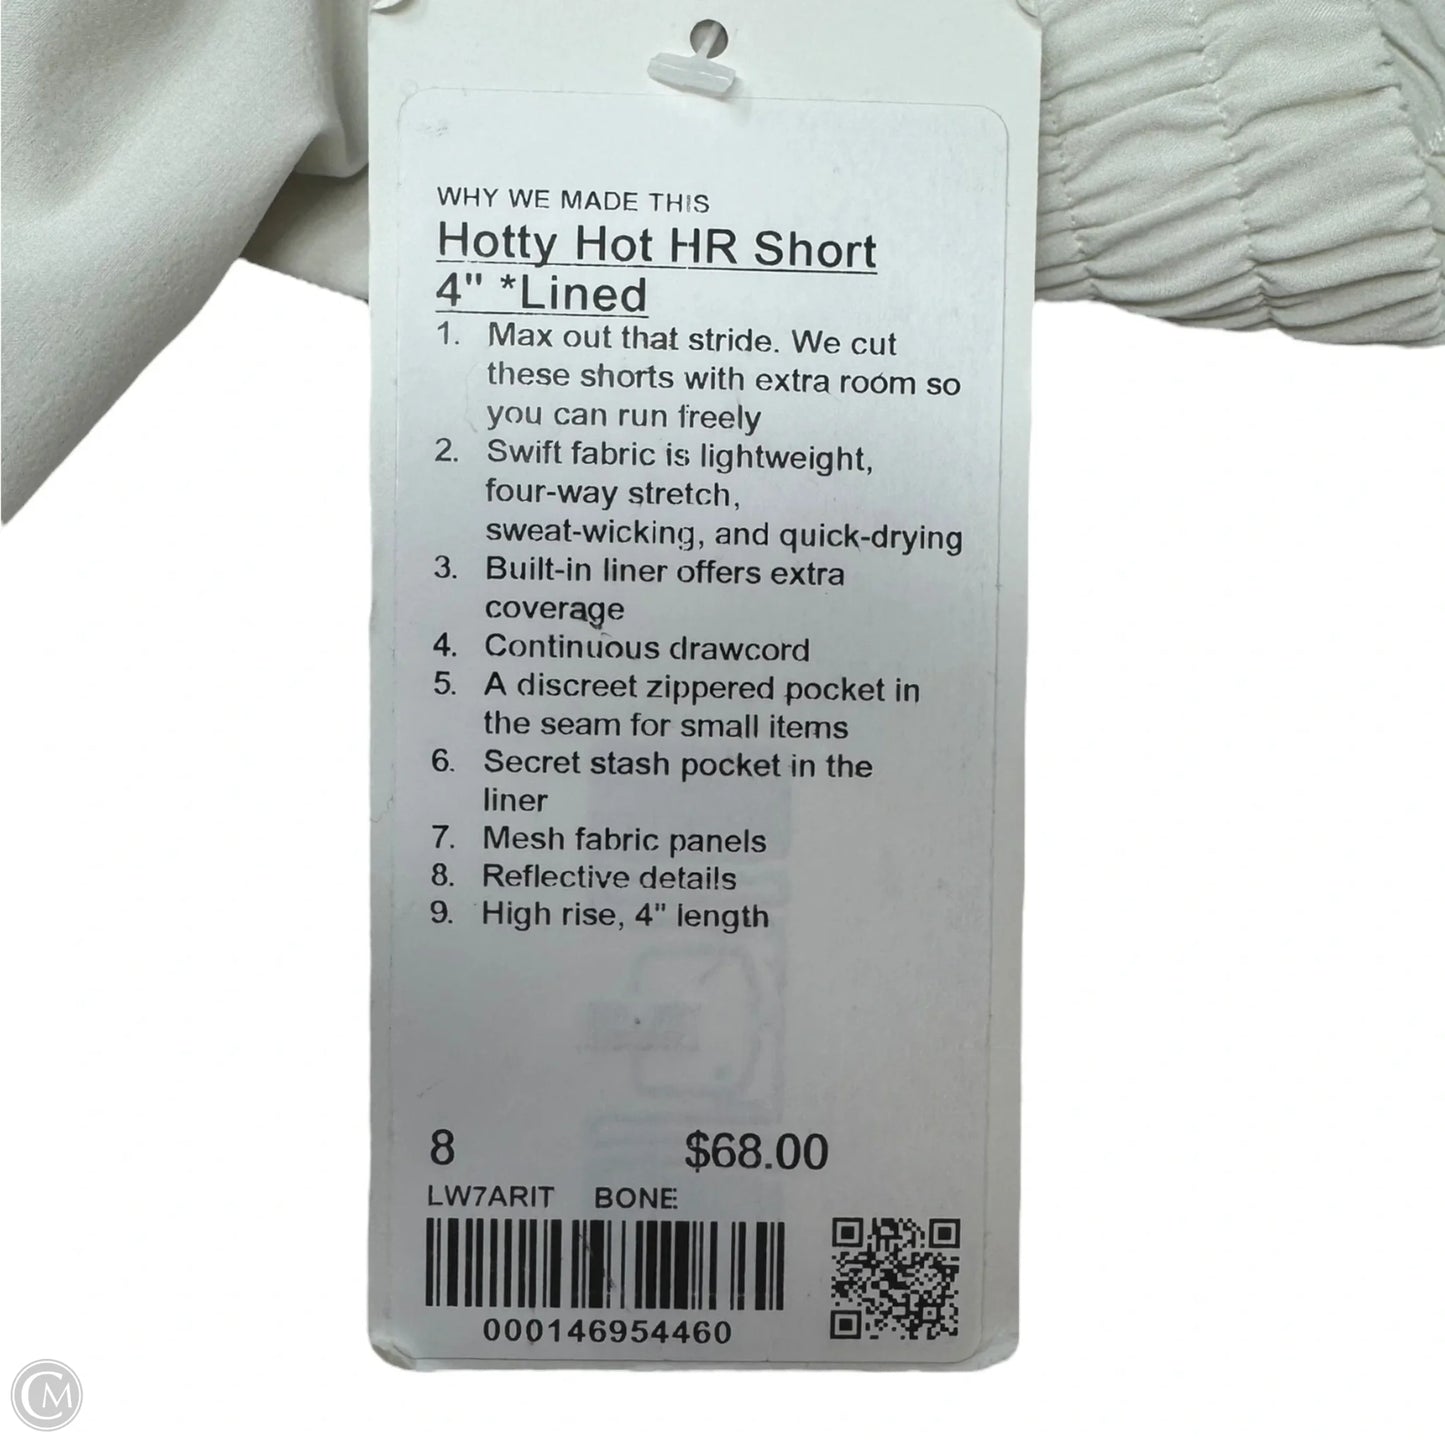 WHY WE MADE THIS
Hotty Hot HR Short
4" *Lined
1. Max out that stride. We cut
these shorts with extra room so
you can run freely
2. Swift fabric is lightweight,
four-way stretch,
sweat-wicking, and quick-drying
3. Built-in liner offers extra
coverage
4. Continuous drawcord
5. A discreet zippered pocket in
the seam for small items
6. Secret stash pocket in the
liner
7. Mesh fabric panels
8. Reflective details
9. High rise, 4" length
8 $68.00
LW7ARIT BONE
000146954460
CM